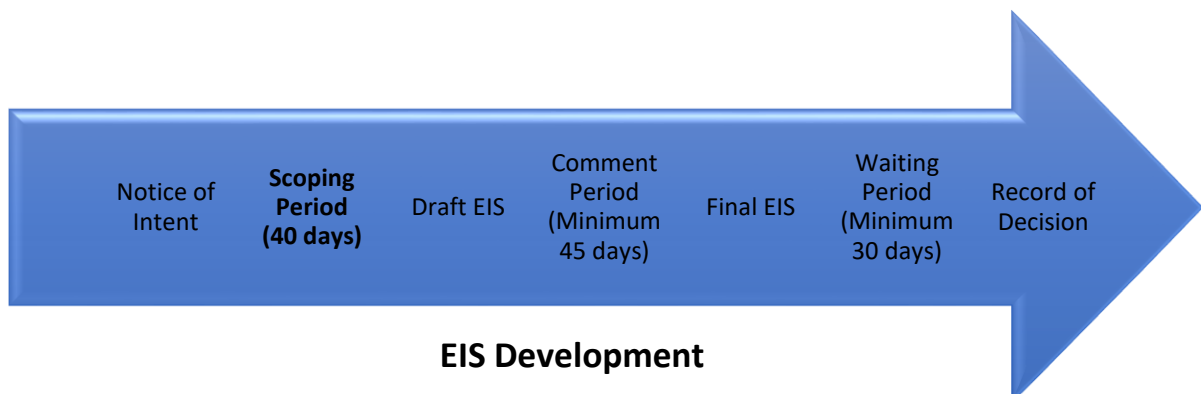 Notice of
Intent
Scoping
Period
(40 days)
Draft EIS
Comment
Period
(Minimum
45 days)
Final EIS
Waiting
Period
(Minimum
30 days)
Record of
Decision
EIS Development